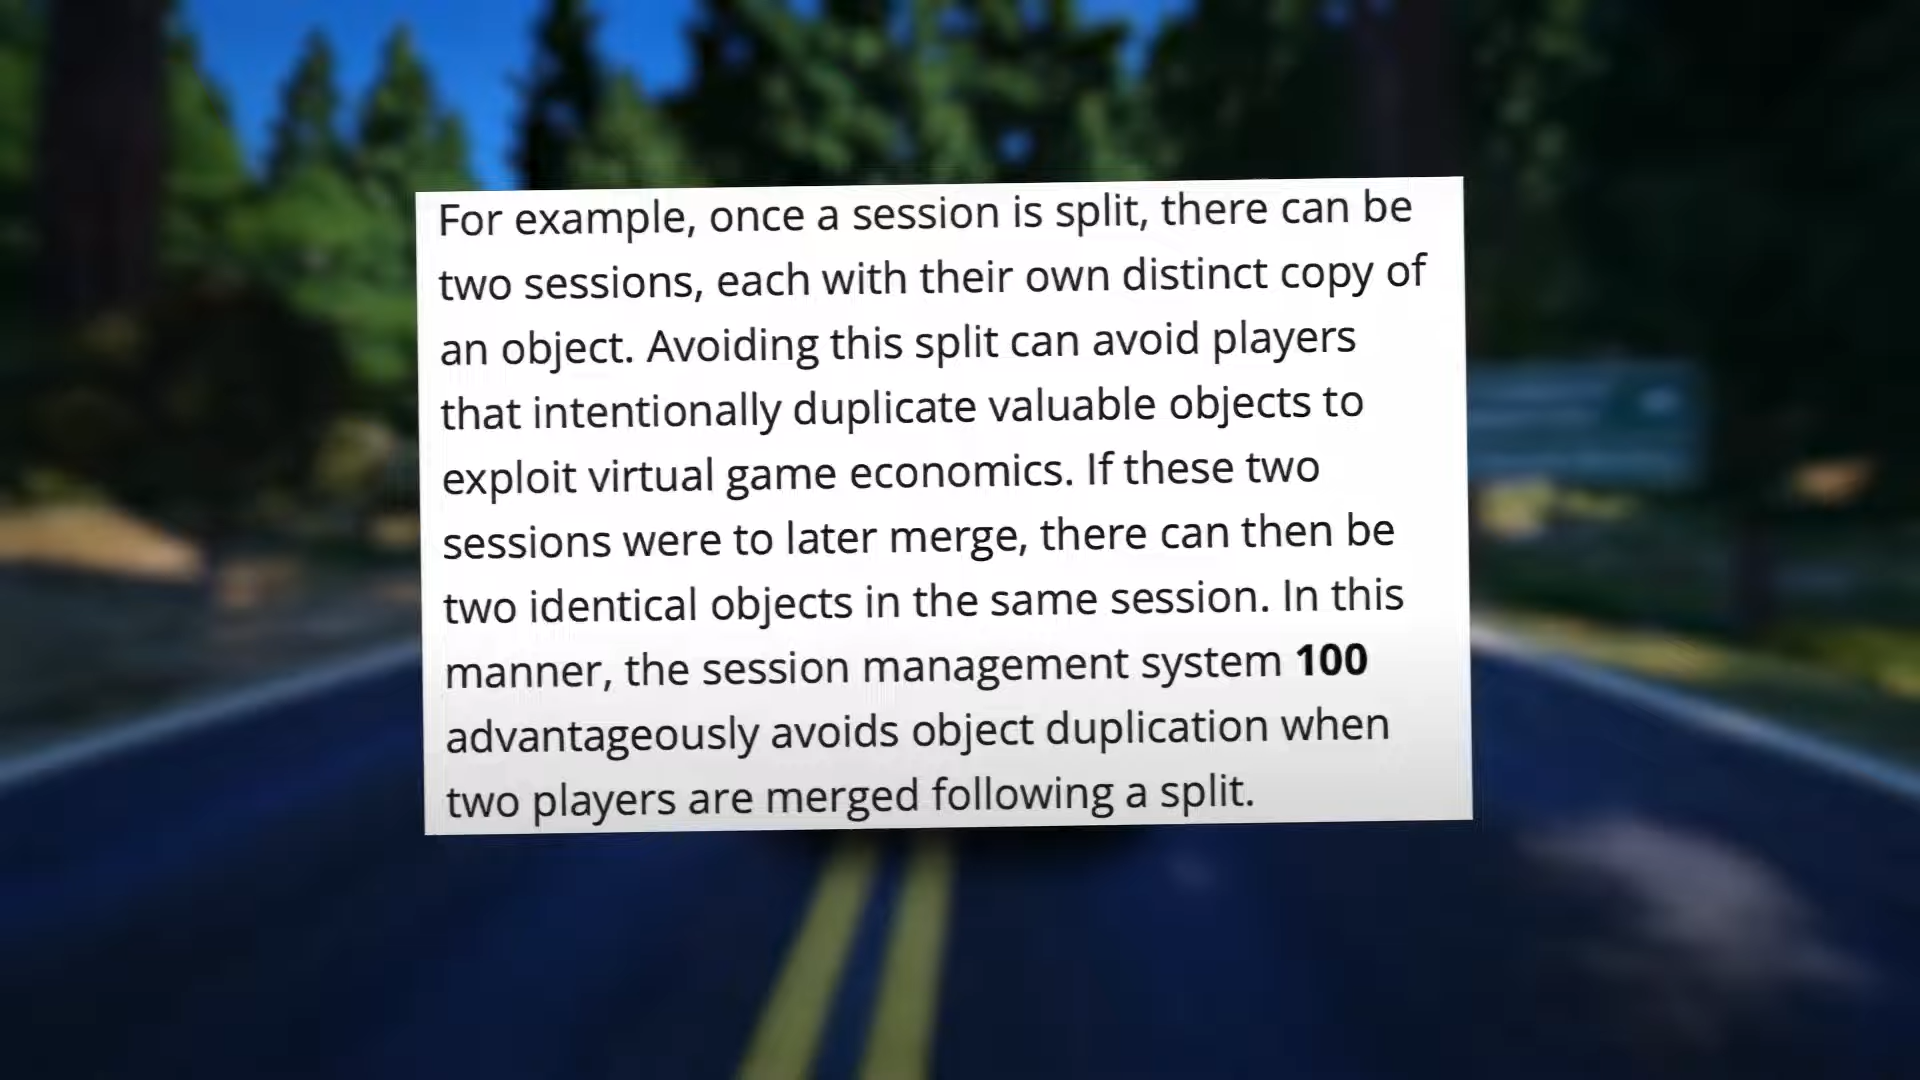 For example, once a session is split, there can be
two sessions, each with their own distinct copy of
an object. Avoiding this split can avoid players
that intentionally duplicate valuable objects to
exploit virtual game economics. If these two
sessions were to later merge, there can then be
two identical objects in the same session. In this
manner, the session management system 100
advantageously avoids object duplication when
two players are merged following a split.